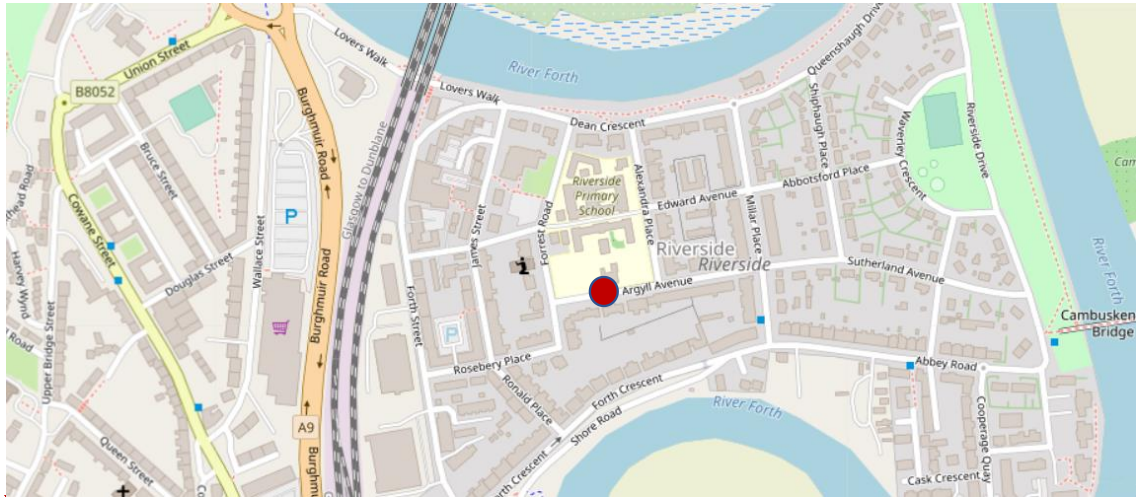 Union Street
B8052
Lovers Walk
Lovers Walk
River Forth
Queenshaugh Drive
Dean Crescent
Shiphaugh Place
Waverley Crescent
Riverside Drive
Burghmuir Road
Glasgow to Dunblane
Bruce Street
Cowane Street
Wallace Street
P
Riverside
Primary
School
Alexandra Place
Edward Avenue
Abbotsford Place
Millar Place
Forrest Road
James Street
Riverside
Riverside
Douglas Street
Harvey Wynd
Upper Bridge Street
Forth Street
Argyll Avenue
Sutherland Avenue
River Forth
Cambusken
Bridge
Burghmuir Road
P
Rosebery Place
Ronald Place
Abbey Road
Forth Crescent
Shore Road
River Forth
A9
Burghm
Queen Street
Cooperage Quay
Cask Crescent